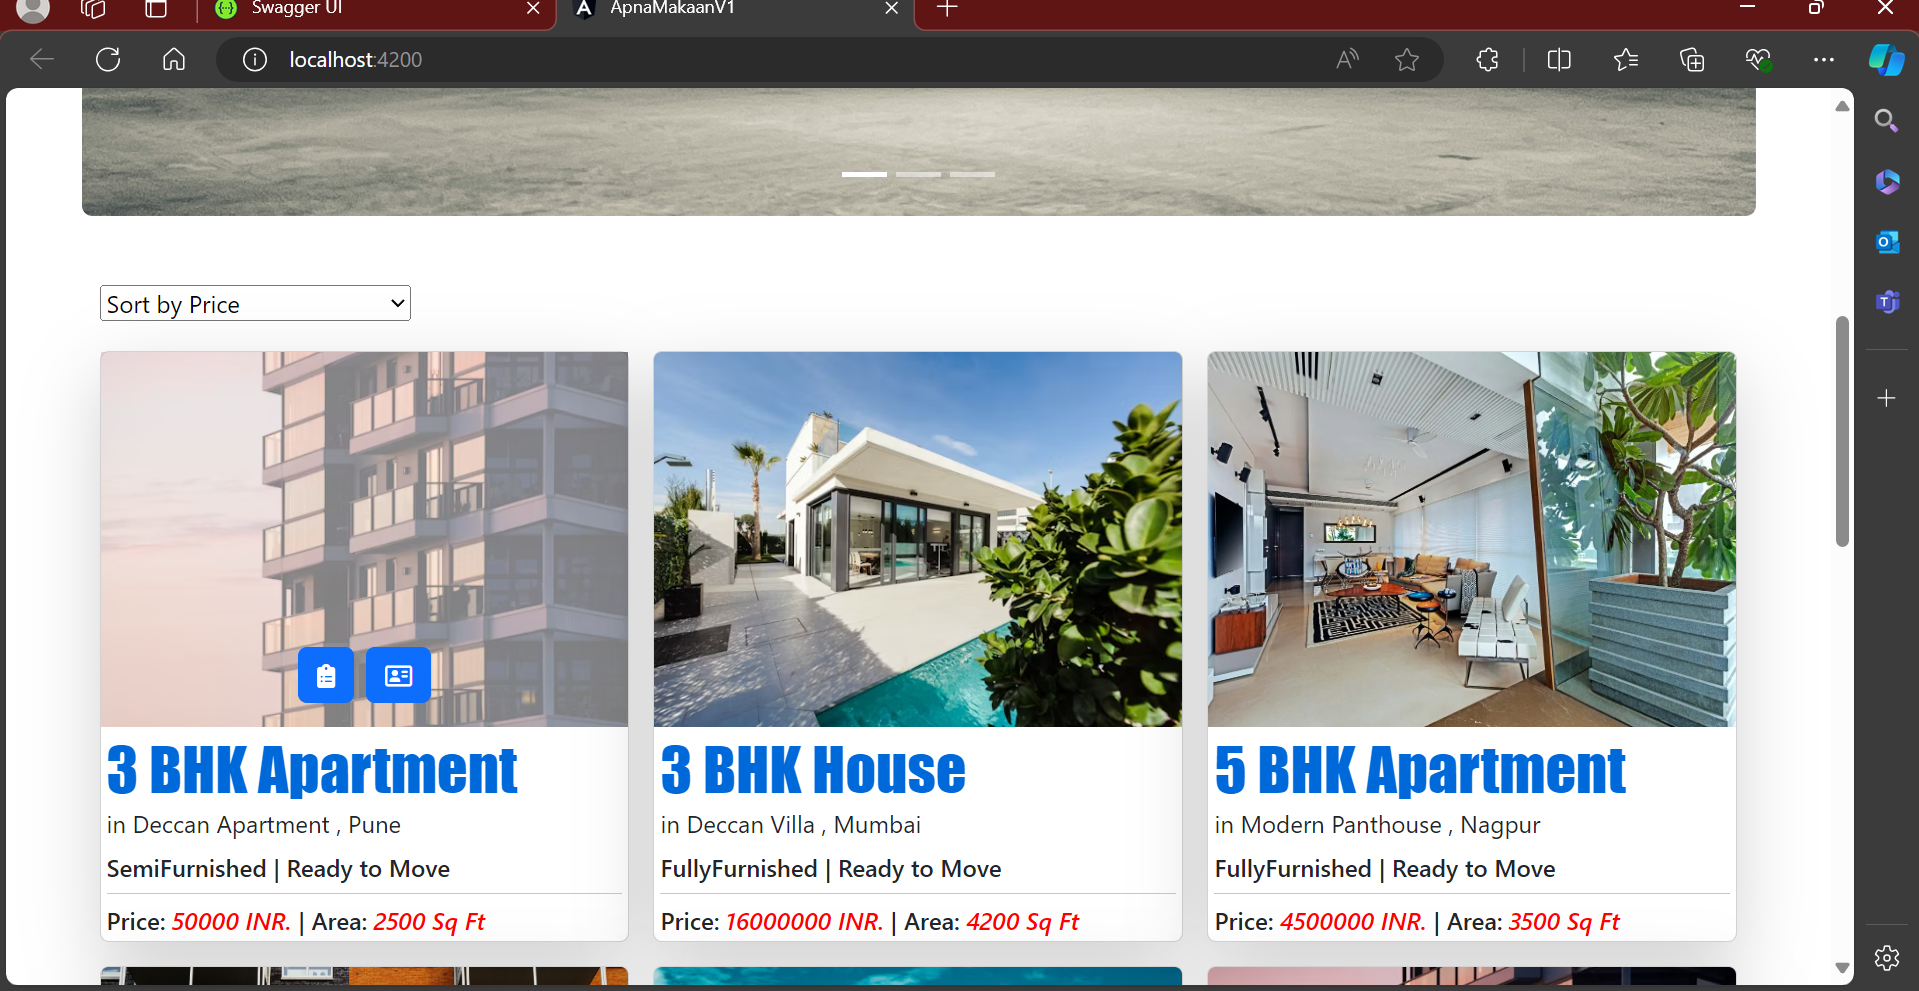 Swagger UI
ApnaMakaanV1
localhost:4200
Sort by Price
3 BHK Apartment
in Deccan Apartment , Pune
SemiFurnished | Ready to Move
Price: 50000 INR. | Area: 2500 Sq Ft
3 BHK House
in Deccan Villa , Mumbai
FullyFurnished | Ready to Move
Price: 16000000 INR. | Area: 4200 Sq Ft
5 BHK Apartment
in Modern Panthouse , Nagpur
FullyFurnished | Ready to Move
Price: 4500000 INR. | Area: 3500 Sq Ft